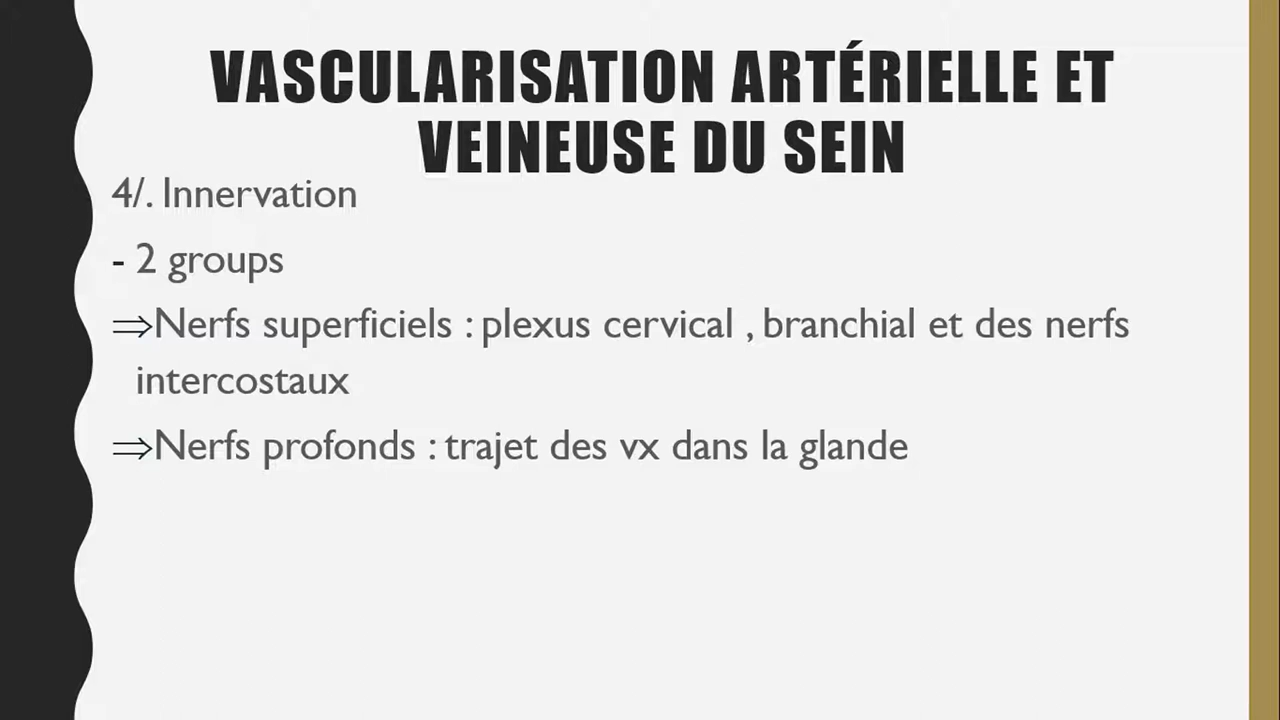 VASCULARISATION ARTÉRIELLE ET
VEINEUSE DU SEIN
4/. Innervation
- 2 groups
⇒Nerfs superficiels : plexus cervical , branchial et des nerfs
intercostaux
⇒Nerfs profonds : trajet des vx dans la glande